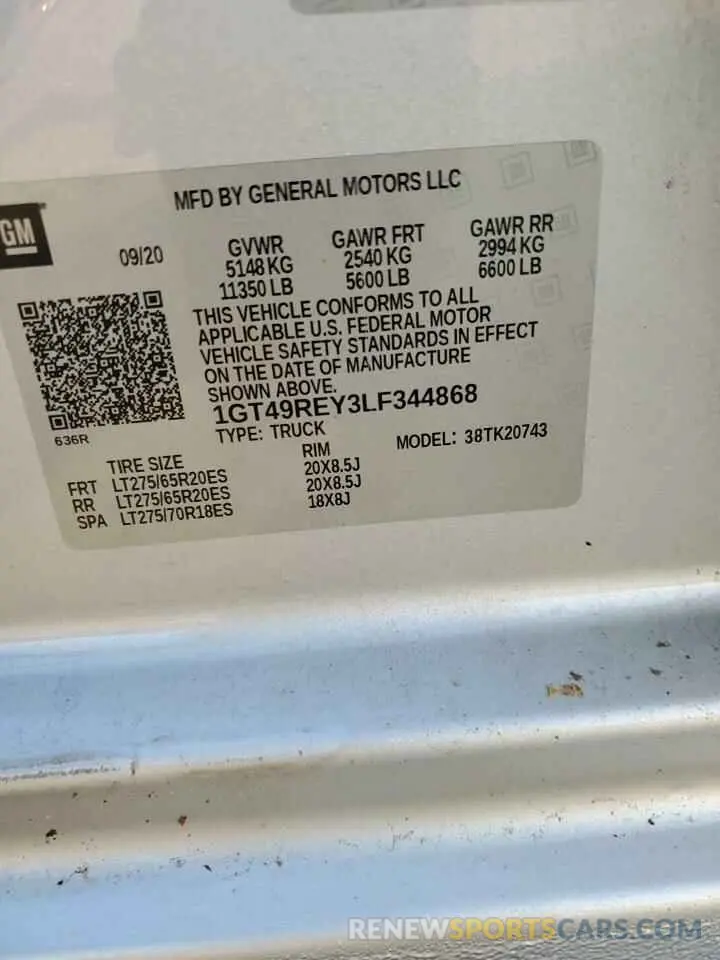 MFD BY GENERAL MOTORS LLC
GM
09/20
GVWR GAWR FRT GAWR RR
5148 KG 2540 KG 2994 KG
11350 LB 5600 LB 6600 LB
THIS VEHICLE CONFORMS TO ALL
APPLICABLE U.S. FEDERAL MOTOR
VEHICLE SAFETY STANDARDS IN EFFECT
ON THE DATE OF MANUFACTURE
SHOWN ABOVE.
1GT49REY3LF344868
636R
TYPE: TRUCK MODEL: 38TK20743
TIRE SIZE RIM
FRT LT275/65R20ES 20X8.5J
RR LT275/65R20ES 20X8.5J
SPA LT275/70R18ES 18X8J
RENEWSPORTSCARS.COM